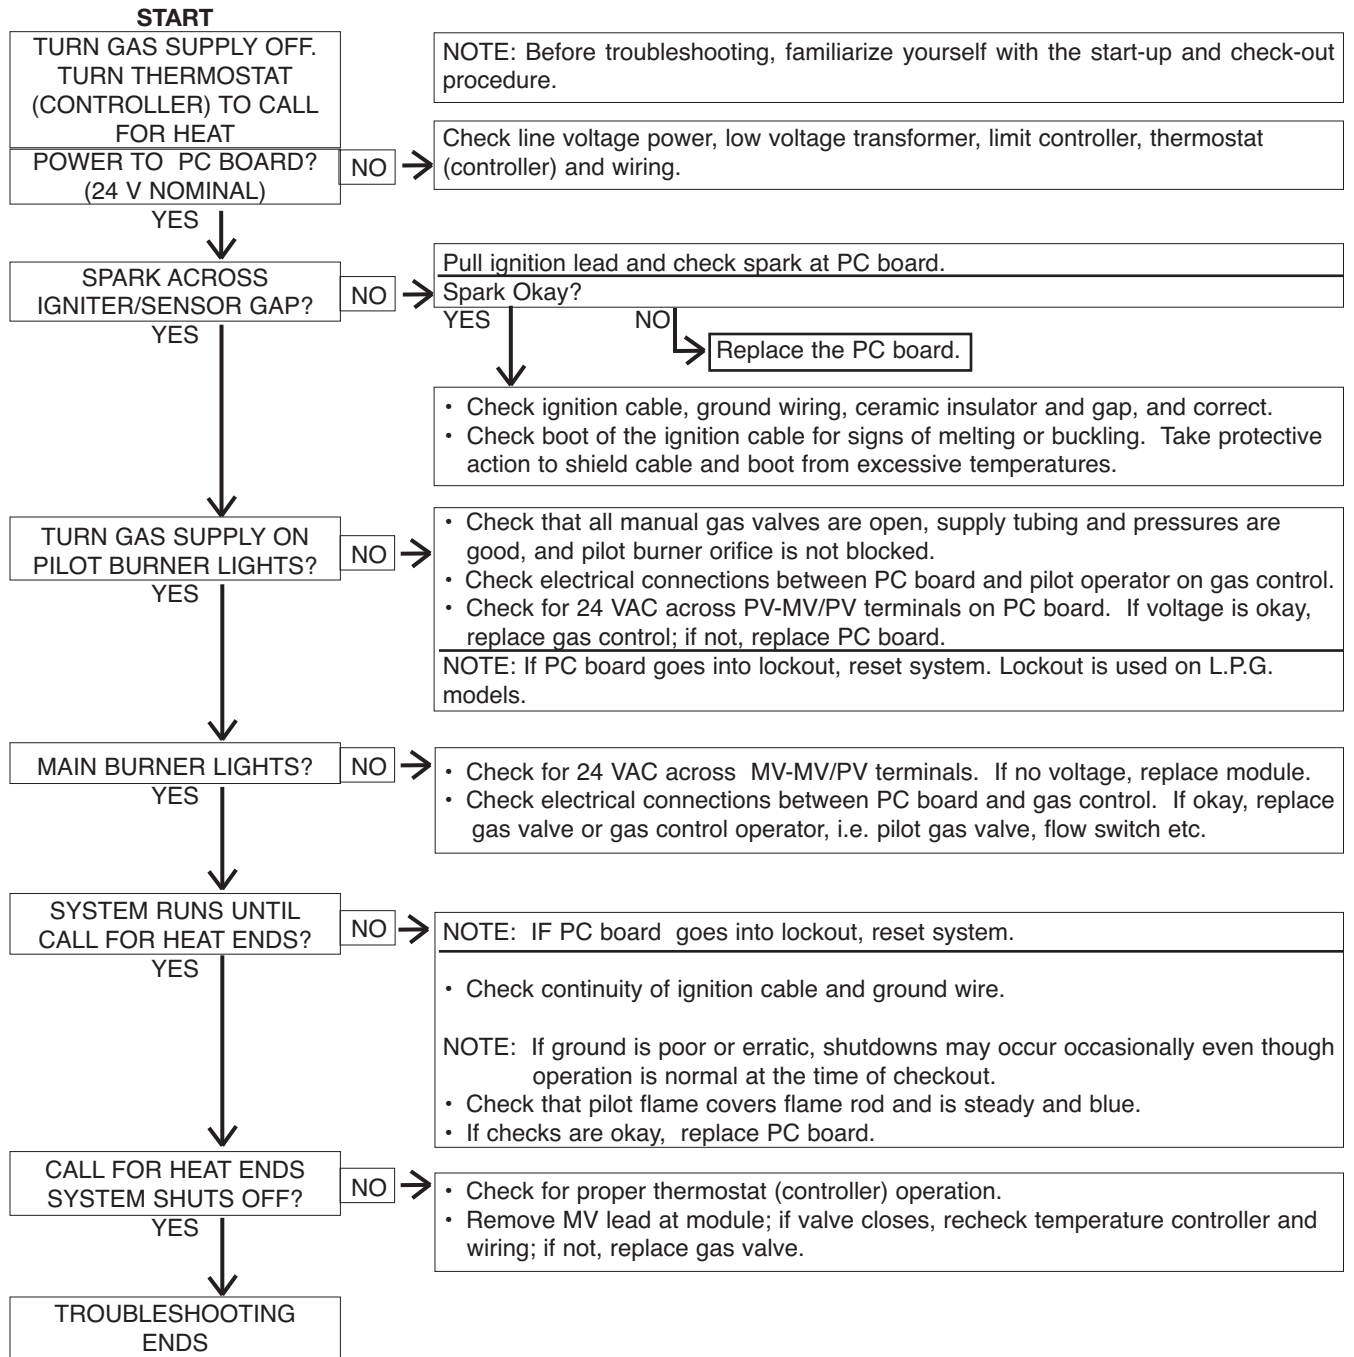 START
TURN GAS SUPPLY OFF.
TURN THERMOSTAT
(CONTROLLER) TO CALL
FOR HEAT
NOTE: Before troubleshooting, familiarize yourself with the start-up and check-out
procedure.
POWER TO PC BOARD?
(24 V NOMINAL)
NO
Check line voltage power, low voltage transformer, limit controller, thermostat
(controller) and wiring.
YES
SPARK ACROSS
IGNITER/SENSOR GAP?
NO
Pull ignition lead and check spark at PC board.
Spark Okay?
YES
NO
Replace the PC board.
• Check ignition cable, ground wiring, ceramic insulator and gap, and correct.
• Check boot of the ignition cable for signs of melting or buckling. Take protective
action to shield cable and boot from excessive temperatures.
YES
TURN GAS SUPPLY ON
PILOT BURNER LIGHTS?
NO
• Check that all manual gas valves are open, supply tubing and pressures are
good, and pilot burner orifice is not blocked.
• Check electrical connections between PC board and pilot operator on gas control.
• Check for 24 VAC across PV-MV/PV terminals on PC board. If voltage is okay,
replace gas control; if not, replace PC board.
NOTE: If PC board goes into lockout, reset system. Lockout is used on L.P.G.
models.
YES
MAIN BURNER LIGHTS?
NO
• Check for 24 VAC across MV-MV/PV terminals. If no voltage, replace module.
• Check electrical connections between PC board and gas control. If okay, replace
gas valve or gas control operator, i.e. pilot gas valve, flow switch etc.
YES
SYSTEM RUNS UNTIL
CALL FOR HEAT ENDS?
NO
NOTE: IF PC board goes into lockout, reset system.
• Check continuity of ignition cable and ground wire.
NOTE: If ground is poor or erratic, shutdowns may occur occasionally even though
operation is normal at the time of checkout.
• Check that pilot flame covers flame rod and is steady and blue.
• If checks are okay, replace PC board.
YES
CALL FOR HEAT ENDS
SYSTEM SHUTS OFF?
NO
• Check for proper thermostat (controller) operation.
• Remove MV lead at module; if valve closes, recheck temperature controller and
wiring; if not, replace gas valve.
YES
TROUBLESHOOTING
ENDS